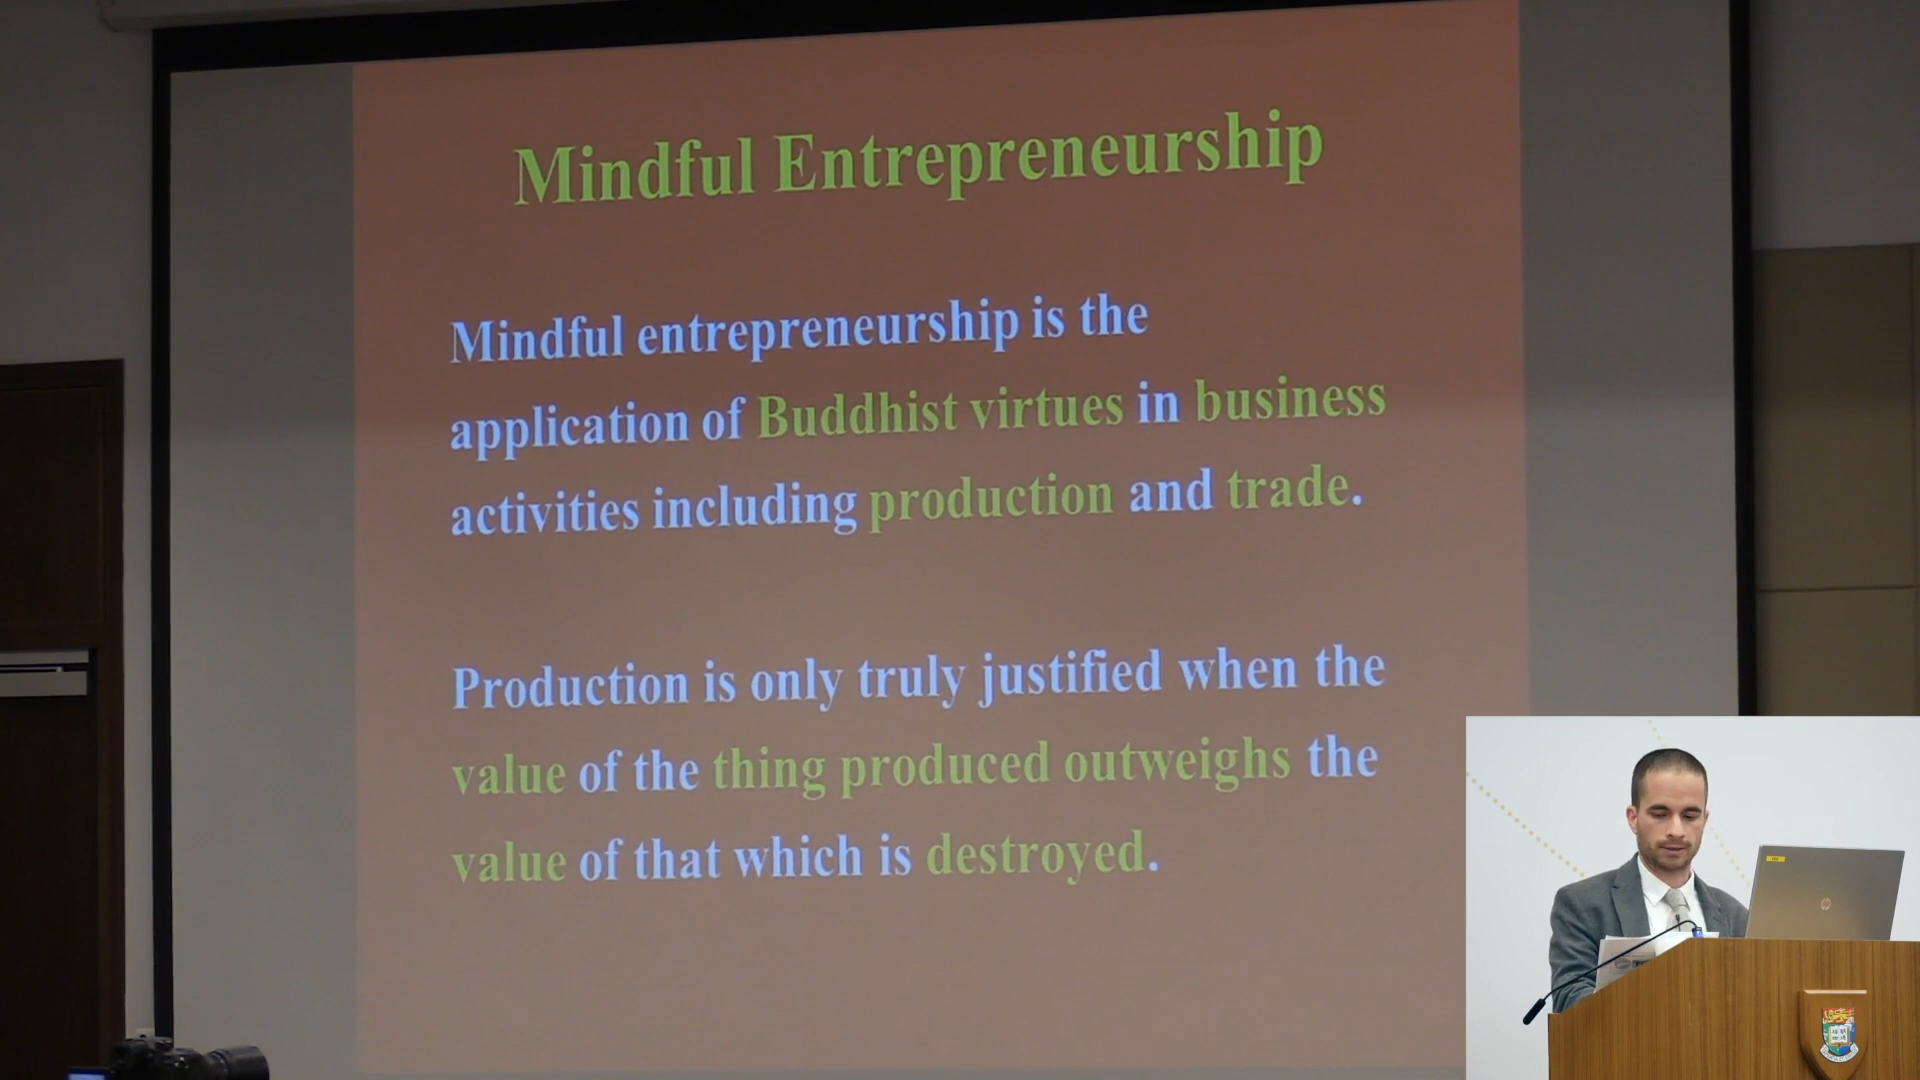 Mindful Entrepreneurship
Mindful entrepreneurship is the
application of Buddhist virtues in business
activities including production and trade.
Production is only truly justified when the
value of the thing produced outweighs the
value of that which is destroyed.
hp